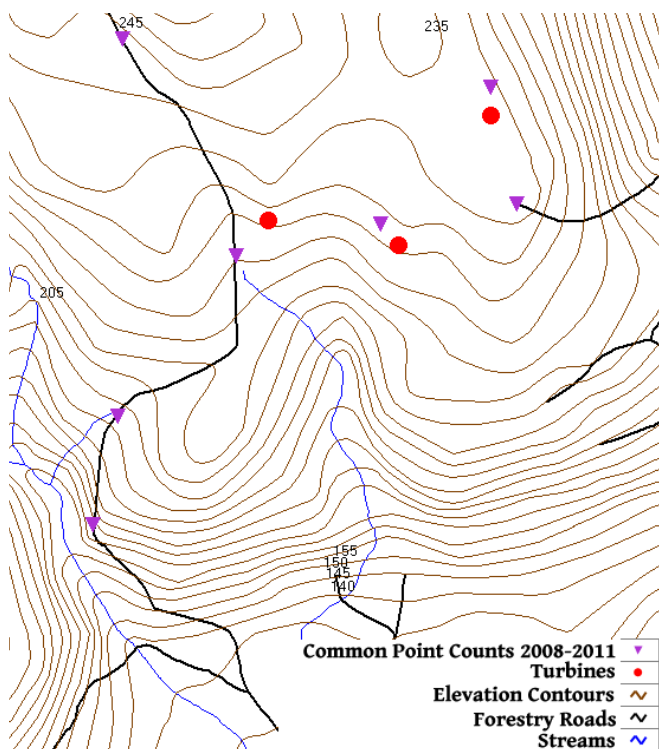 245
235
205
155
150
145
140
Common Point Counts 2008-2011
Turbines
Elevation Contours
Forestry Roads
Streams